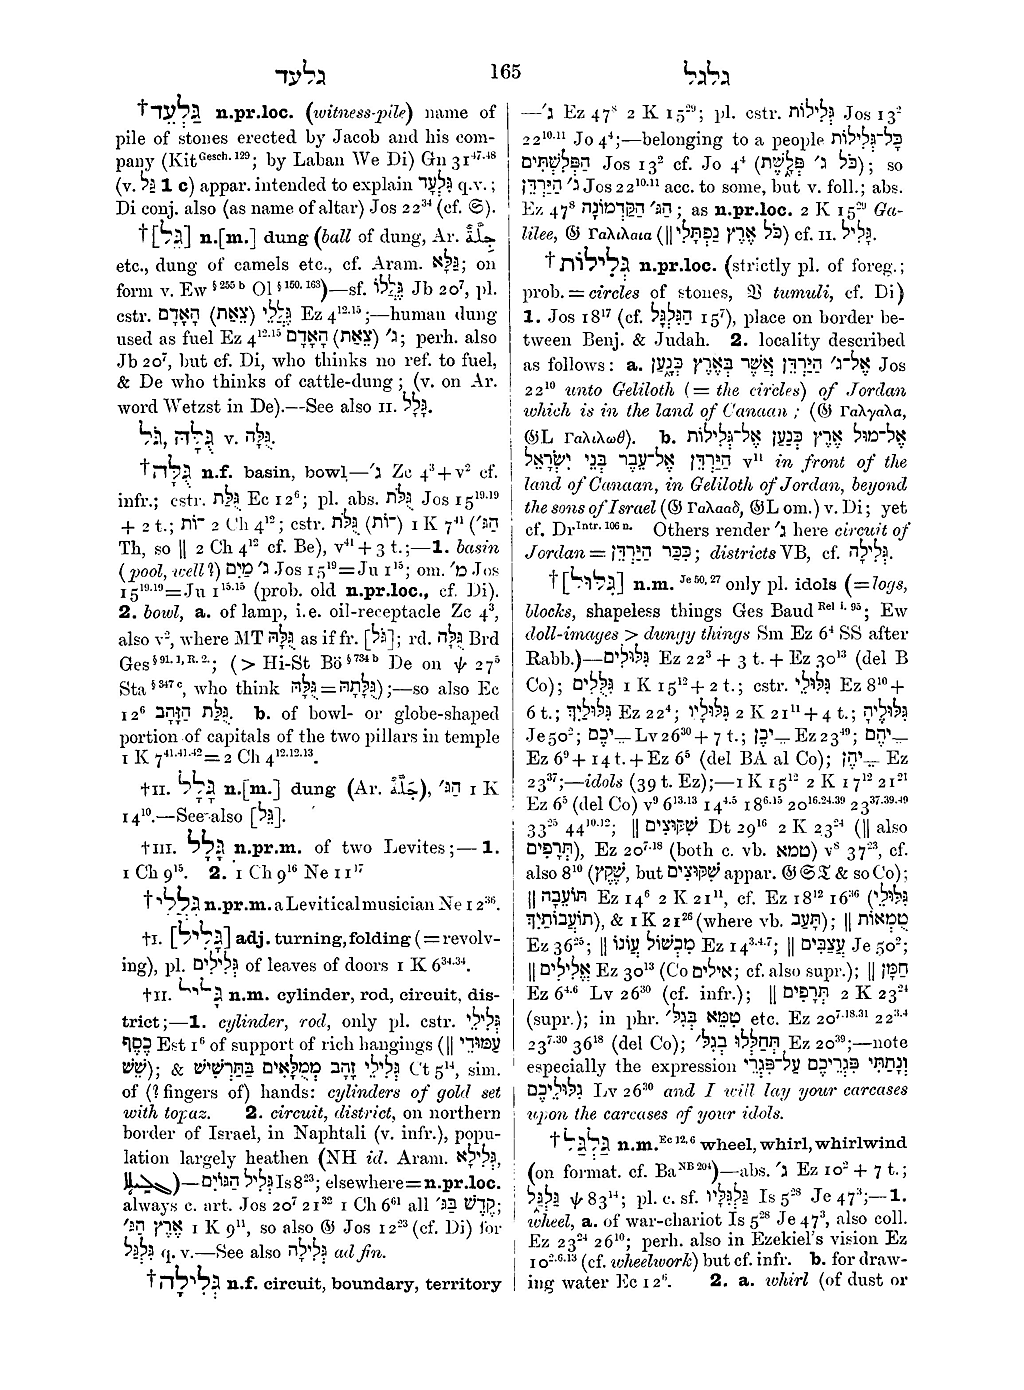 גלעד 165 גלגל
†גַּלְעֵד n.pr.loc. (witness-pile) name of
pile of stones erected by Jacob and his com-
pany (Kit Gesch. 129; by Laban We Di) Gn 31 47.48
(v. גַּל 1 c) appar. intended to explain גִּלְעָד q.v.;
Di conj. also (as name of altar) Jos 22 34 (cf. 𝔖).
†[גֵּל] n.[m.] dung (ball of dung, Ar. جَلَّةٌ
etc., dung of camels etc., cf. Aram. גְּלָּא; on
form v. Ew § 255 b Ol § 150. 163)—sf. גֶּלֲלוֹ Jb 20 7, pl.
cstr. גֶּלְלֵי (צֵאַת) הָאָדָם Ez 4 12.15;—human dung
used as fuel Ez 4 12.15 ג׳ (צֵאַת) הָאָדָם; perh. also
Jb 20 7, but cf. Di, who thinks no ref. to fuel,
& De who thinks of cattle-dung; (v. on Ar.
word Wetzst in De).—See also II. גָּלָל.
גֹּל, גֻּלָה v. גֻּלָּה.
†גֻּלָּה n.f. basin, bowl—ג׳ Zc 4 3 + v 2 cf.
infr.; cstr. גֻּלַּת Ec 12 6; pl. abs. גֻּלֹּת Jos 15 19.19
+ 2 t.; וֹת– 2 Ch 4 12; cstr. גֻּלֹּת (וֹת) 1 K 7 41 (הַגּ׳
Th, so ‖ 2 Ch 4 12 cf. Be), v 41 + 3 t.;—1. basin
(pool, well?) ג׳ מַיִם Jos 15 19 = Ju 1 15; om. מ׳ Jos
15 19.19 = Ju 1 15.15 (prob. old n.pr.loc., cf. Di).
2. bowl, a. of lamp, i.e. oil-receptacle Zc 4 3,
also v 2, where MT גֻּלָּהּ as if fr. [גֹּל]; rd. גֻּלָּה Brd
Ges § 91. 1, R. 2.; (> Hi-St Bö § 734 b De on ψ 27 5
Sta § 347 c, who think גֻּלָּהּ = גֻּלָּתָהּ);—so also Ec
12 6 גֻּלַּת הַזָּהָב. b. of bowl- or globe-shaped
portion of capitals of the two pillars in temple
1 K 7 41.41.42 = 2 Ch 4 12.12.13.
†II. גָּלָל n.[m.] dung (Ar. جَلَّةٌ), הַגּ׳ 1 K
14 10.—See also [גֵּל].
†III. גָּלָל n.pr.m. of two Levites;—1.
1 Ch 9 15. 2. 1 Ch 9 16 Ne 11 17
†גִּלֲלַי n.pr.m. a Levitical musician Ne 12 36.
†I. [גָּלִיל] adj. turning, folding (= revolv-
ing), pl. גְּלִילִים of leaves of doors 1 K 6 34.34.
†II. גָּלִיל n.m. cylinder, rod, circuit, dis-
trict;—1. cylinder, rod, only pl. cstr. גְּלִילֵי
כֶסֶף Est 1 6 of support of rich hangings (‖ עַמּוּדֵי
שֵׁשׁ); & גְּלִילֵי זָהָב מְמֻלָּאִים בַּתַּרְשִׁישׁ Ct 5 14, sim.
of (? fingers of) hands: cylinders of gold set
with topaz. 2. circuit, district, on northern
border of Israel, in Naphtali (v. infr.), popu-
lation largely heathen (NH id. Aram. גְּלִילָא,
)—גְּלִיל הַגּוֹיִם Is 8 23; elsewhere = n.pr.loc.
always c. art. Jos 20 7 21 32 1 Ch 6 61 all קֶדֶשׁ בַּגּ׳;
אֶרֶץ הַגּ׳ 1 K 9 11, so also 𝔊 Jos 12 23 (cf. Di) for
גִּלְגָּל q. v.—See also גְּלִילָה ad fin.
†גְּלִילָה n.f. circuit, boundary, territory
—ג׳ Ez 47 8 2 K 15 29; pl. cstr. גְּלִילוֹת Jos 13 2
22 10.11 Jo 4 4;—belonging to a people כָּל־גְּלִילוֹת
הַפְּלִשְׁתִּים Jos 13 2 cf. Jo 4 4 (כֹּל ג׳ פְּלָשֶׁת); so
ג׳ הַיַּרְדֵּן Jos 22 10.11 acc. to some, but v. foll.; abs.
Ez 47 8 הַגּ׳ הַקַּדְמוֹנָה; as n.pr.loc. 2 K 15 29 Ga-
lilee, 𝔊 Γαλιλαια (‖ כֹּל אֶרֶץ נַפְתָּלִי) cf. II. גָּלִיל.
†גְּלִילוֹת n.pr.loc. (strictly pl. of foreg.;
prob. = circles of stones, 𝔙 tumuli, cf. Di)
1. Jos 18 17 (cf. הַגִּלְגָּל 15 7), place on border be-
tween Benj. & Judah. 2. locality described
as follows: a. אֶל־ג׳ הַיַּרְדֵּן אֲשֶׁר בְּאֶרֶץ כְּנָעַן Jos
22 10 unto Geliloth (= the circles) of Jordan
which is in the land of Canaan; (𝔊 Γαλγαλα,
𝔊L Γαλιλωθ). b. אֶל־מוּל אֶרֶץ כְּנַעַן אֶל־גְּלִילוֹת
הַיַּרְדֵּן אֶל־עֵבֶר בְּנֵי יִשְׂרָאֵל v 11 in front of the
land of Canaan, in Geliloth of Jordan, beyond
the sons of Israel (𝔊 Γαλααδ, 𝔊L om.) v. Di; yet
cf. Dr Intr. 106 n. Others render ג׳ here circuit of
Jordan = כִּכַּר הַיַּרְדֵּן; districts VB, cf. גְּלִילָה.
†[גִּלּוּל] n.m. Je 50, 27 only pl. idols (= logs,
blocks, shapeless things Ges Baud Rel i. 95; Ew
doll-images > dungy things Sm Ez 6 4 SS after
Rabb.)—גִּלּוּלִים Ez 22 3 + 3 t. + Ez 30 13 (del B
Co); גִּלֻּלִים 1 K 15 12 + 2 t.; cstr. גִּלּוּלֵי Ez 8 10 +
6 t.; גִּלּוּלַיִךְ Ez 22 4; גִּלּוּלָיו 2 K 21 11 + 4 t.; גִּלּוּלֶיהָ
Je 50 2; ־ֵיכֶם Lv 26 30 + 7 t.; ־ֵיכֶן Ez 23 49; ־ֵיהֶם
Ez 6 9 + 14 t. + Ez 6 5 (del BA al Co); ־ֵיהֶן Ez
23 37;—idols (39 t. Ez);—1 K 15 12 2 K 17 12 21 21
Ez 6 5 (del Co) v 9 6 13.13 14 4.5 18 6.15 20 16.24.39 23 37.39.49
33 25 44 10.12; ‖ שִׁקּוּצִים Dt 29 16 2 K 23 24 (‖ also
תְּרָפִים), Ez 20 7.18 (both c. vb. טמא) v 8 37 23, cf.
also 8 10 (שֶׁקֶץ, but שִׁקּוּצִים appar. 𝔊 𝔖 𝔗 & so Co);
‖ תּוֹעֵבָה Ez 14 6 2 K 21 11, cf. Ez 18 12 16 36 (גִּלּוּלֵי
תוֹעֲבוֹתַיִךְ), & 1 K 21 26 (where vb. תָּעַב); ‖ טֻמְאוֹת
Ez 36 25; ‖ מִכְשׁוֹל עֲוֹנוֹ Ez 14 3.4.7; ‖ עֲצַבִּים Je 50 2;
‖ אֱלִילִים Ez 30 13 (Co אילים; cf. also supr.); ‖ חַמָּן
Ez 6 4.6 Lv 26 30 (cf. infr.); ‖ תְּרָפִים 2 K 23 24
(supr.); in phr. טִמֵּא בְגִלּ׳ etc. Ez 20 7.18.31 22 3.4
23 7.30 36 18 (del Co); תְּחַלְּלוּ בְגִלּ׳ Ez 20 39;—note
especially the expression וְנָתַתִּי פִגְרֵיכֶם עַל־פִּגְרֵי
גִּלּוּלֵיכֶם Lv 26 30 and I will lay your carcases
upon the carcases of your idols.
†גַּלְגַּל n.m. Ec 12, 6 wheel, whirl, whirlwind
(on format. cf. Ba NB 204)—abs. ג׳ Ez 10 2 + 7 t.;
גַּלְגַּל ψ 83 14; pl. c. sf. גַּלְגִּלָּיו Is 5 28 Je 47 3;—1.
wheel, a. of war-chariot Is 5 28 Je 47 3, also coll.
Ez 23 24 26 10; perh. also in Ezekiel's vision Ez
10 2.6.13 (cf. wheelwork) but cf. infr. b. for draw-
ing water Ec 12 6. 2. a. whirl (of dust or